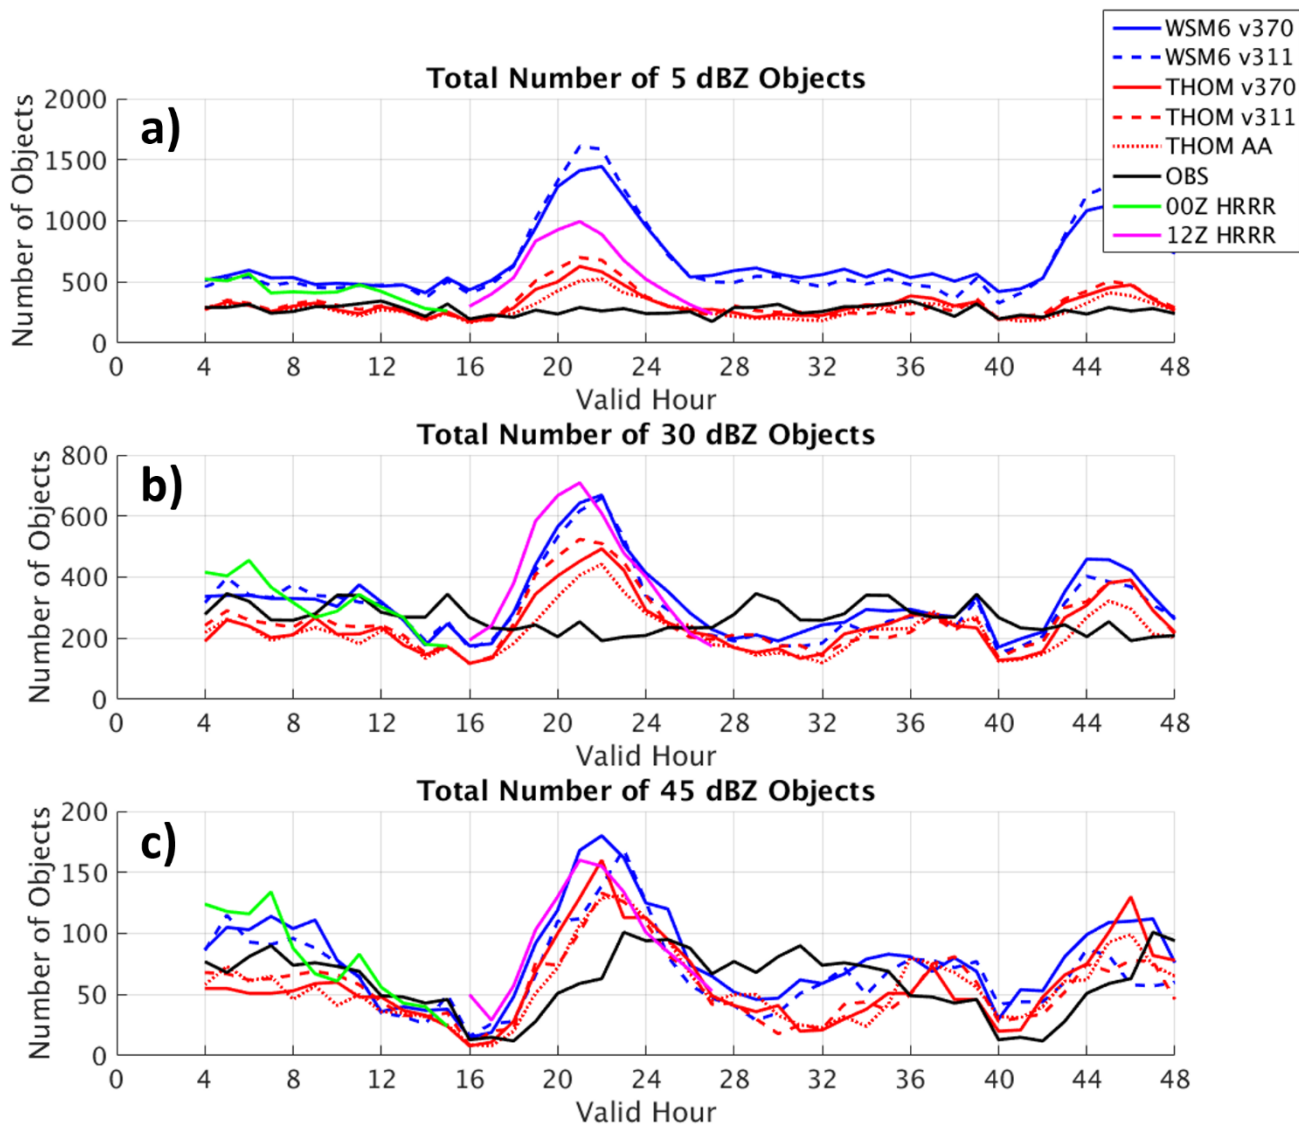 WSM6 v370
WSM6 v311
THOM v370
THOM v311
THOM AA
OBS
00Z HRRR
12Z HRRR
Total Number of 5 dBZ Objects
a)
Number of Objects
2000
1500
1000
500
0
0 4 8 12 16 20 24 28 32 36 40 44 48
Valid Hour
Total Number of 30 dBZ Objects
b)
Number of Objects
800
600
400
200
0
0 4 8 12 16 20 24 28 32 36 40 44 48
Valid Hour
Total Number of 45 dBZ Objects
c)
Number of Objects
200
150
100
50
0
0 4 8 12 16 20 24 28 32 36 40 44 48
Valid Hour